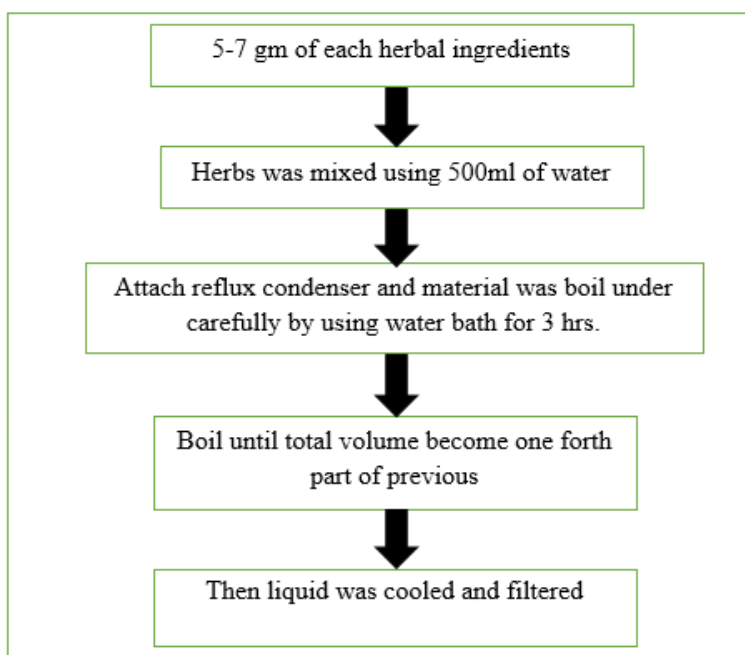 5-7 gm of each herbal ingredients
Herbs was mixed using 500ml of water
Attach reflux condenser and material was boil under
carefully by using water bath for 3 hrs.
Boil until total volume become one forth
part of previous
Then liquid was cooled and filtered